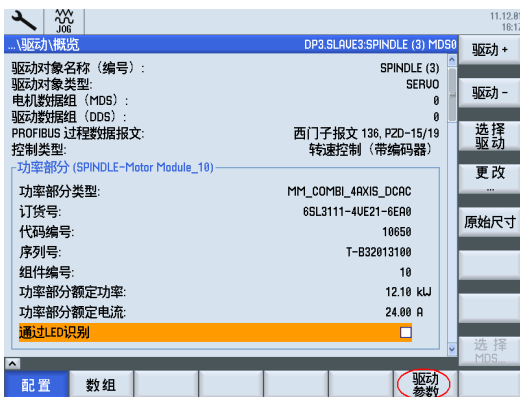 JOG
11.12.0
16:17
...\驱动\概览
DP3.SLAVE3:SPINDLE (3) MDS0
驱动对象名称（编号）: SPINDLE (3)
驱动对象类型: SERVO
电机数据组（MDS）: 0
驱动数据组（DDS）: 0
PROFIBUS 过程数据报文: 西门子报文 136, PZD-15/19
控制类型: 转速控制（带编码器）
功率部分 (SPINDLE-Motor Module_10)
功率部分类型: MM_COMBI_4AXIS_DCAC
订货号: 6SL3111-4VE21-6EA0
代码编号: 10650
序列号: T-B32013100
组件编号: 10
功率部分额定功率: 12.10 kW
功率部分额定电流: 24.00 A
通过LED识别
驱动 +
驱动 -
选择
驱动
更改
...
原始尺寸
选择
MDS...
配置
数组
驱动
参数